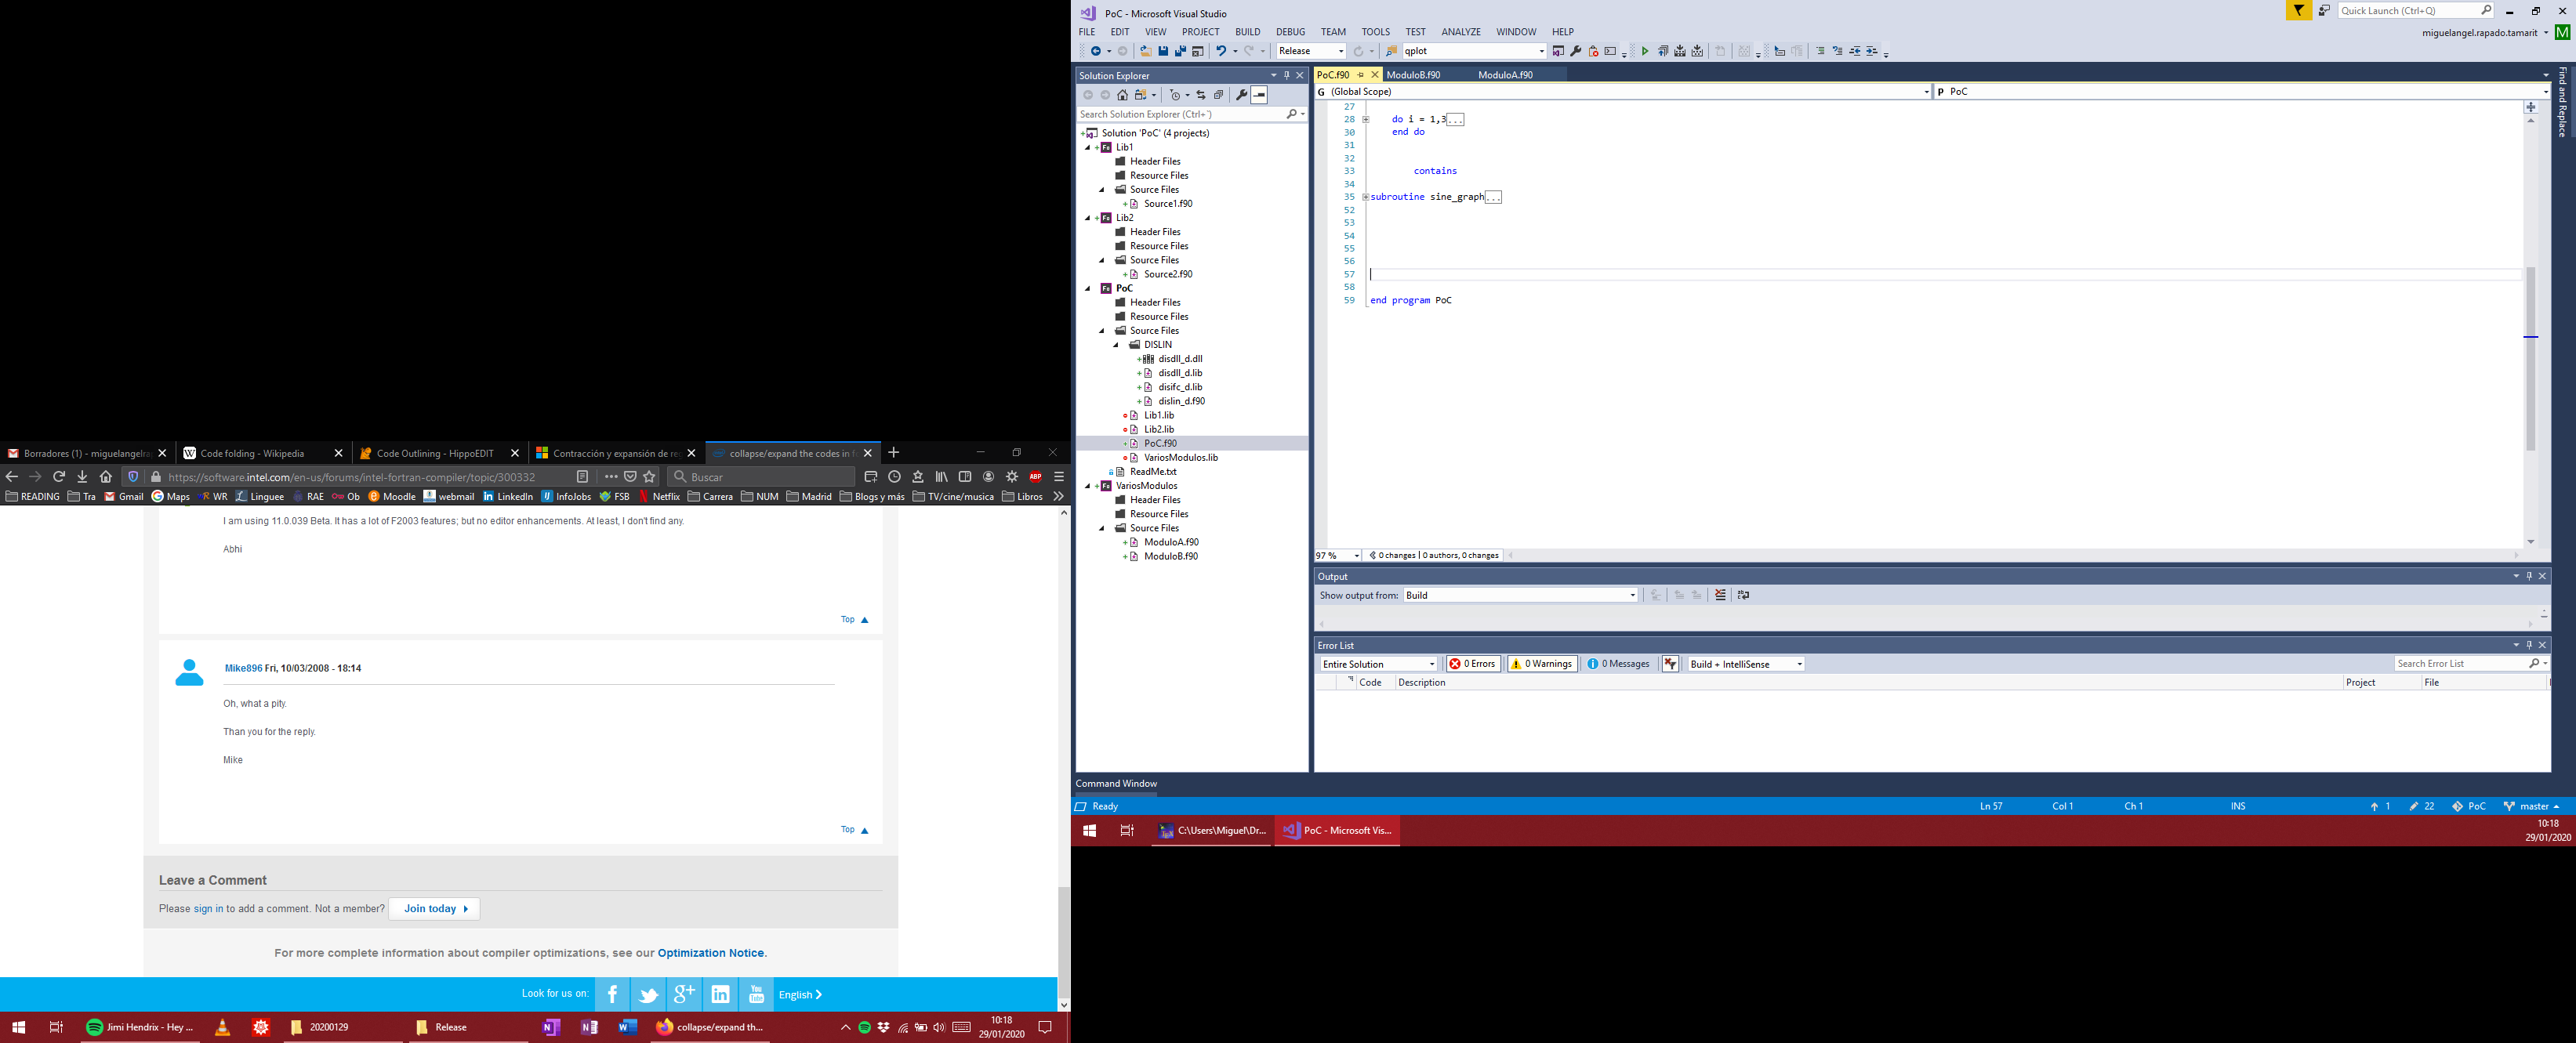 Borradores (1) - miguelangelra
Code folding - Wikipedia
Code Outlining - HippoEDIT
Contracción y expansión de re
collapse/expand the codes in f
https://software.intel.com/en-us/forums/intel-fortran-compiler/topic/300332
Buscar
READING Tra Gmail Maps WR Linguee RAE Ob Moodle webmail LinkedIn InfoJobs FSB Netflix Carrera NUM Madrid Blogs y más TV/cine/musica Libros
I am using 11.0.039 Beta. It has a lot of F2003 features; but no editor enhancements. At least, I don't find any.
Abhi
Top
Mike896 Fri, 10/03/2008 - 18:14
Oh, what a pity.
Than you for the reply.
Mike
Top
Leave a Comment
Please sign in to add a comment. Not a member? Join today
For more complete information about compiler optimizations, see our Optimization Notice.
Look for us on: English
Jimi Hendrix - Hey ... 20200129 Release collapse/expand th...
10:18
29/01/2020
PoC - Microsoft Visual Studio
Quick Launch (Ctrl+Q)
FILE EDIT VIEW PROJECT BUILD DEBUG TEAM TOOLS TEST ANALYZE WINDOW HELP
miguelangel.rapado.tamarit M
Release qplot
Solution Explorer
Search Solution Explorer (Ctrl+¨)
Solution 'PoC' (4 projects)
Lib1
Header Files
Resource Files
Source Files
Source1.f90
Lib2
Header Files
Resource Files
Source Files
Source2.f90
PoC
Header Files
Resource Files
Source Files
DISLIN
disdll_d.dll
disdll_d.lib
disifc_d.lib
dislin_d.f90
Lib1.lib
Lib2.lib
PoC.f90
VariosModulos.lib
ReadMe.txt
VariosModulos
Header Files
Resource Files
Source Files
ModuloA.f90
ModuloB.f90
PoC.f90 ModuloB.f90 ModuloA.f90
(Global Scope) PoC
27
28 do i = 1,3...
30 end do
31
32
33 contains
34
35 subroutine sine_graph...
52
53
54
55
56
57
58
59 end program PoC
97 % 0 changes | 0 authors, 0 changes
Find and Replace
Output
Show output from: Build
Error List
Entire Solution 0 Errors 0 Warnings 0 Messages Build + IntelliSense Search Error List
Code Description Project File
Command Window
Ready Ln 57 Col 1 Ch 1 INS 1 22 PoC master
C:\Users\Miguel\Dr... PoC - Microsoft Vis...
10:18
29/01/2020